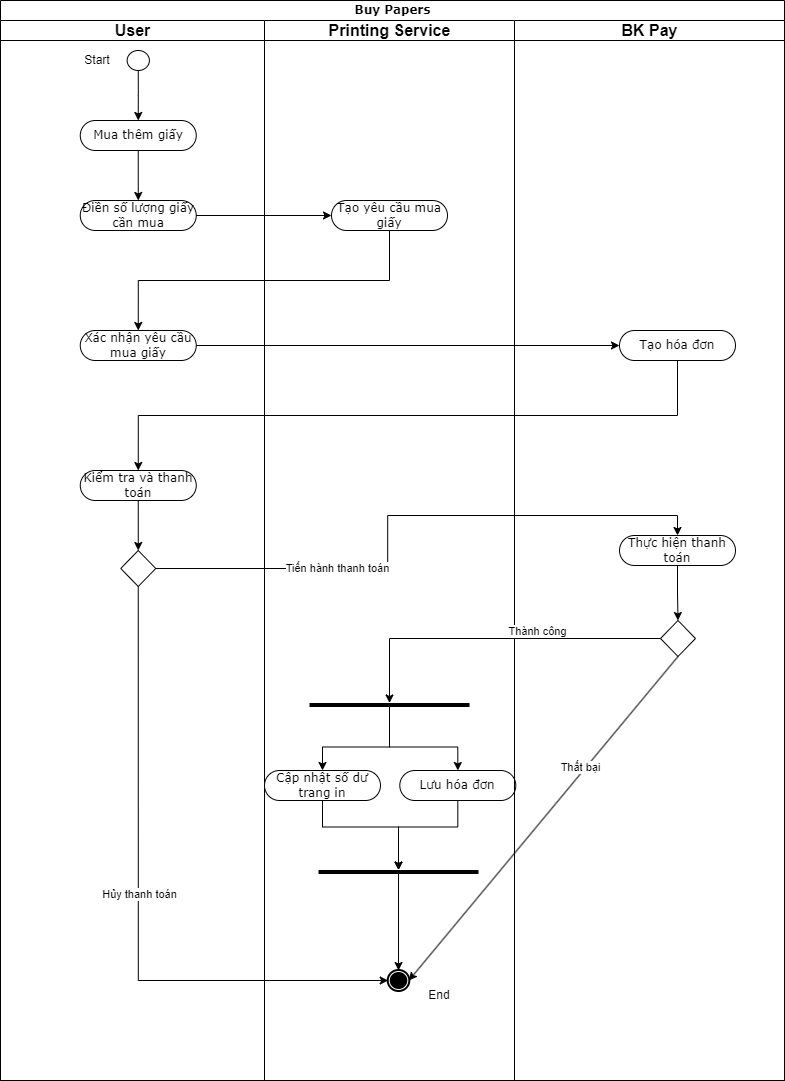 Buy Papers
User
Printing Service
BK Pay
Start
Mua thêm giấy
Điền số lượng giấy
cần mua
Tạo yêu cầu mua
giấy
Xác nhận yêu cầu
mua giấy
Tạo hóa đơn
Kiểm tra và thanh
toán
Tiến hành thanh toán
Thực hiện thanh
toán
Thành công
Thất bại
Cập nhật số dư
trang in
Lưu hóa đơn
Hủy thanh toán
End